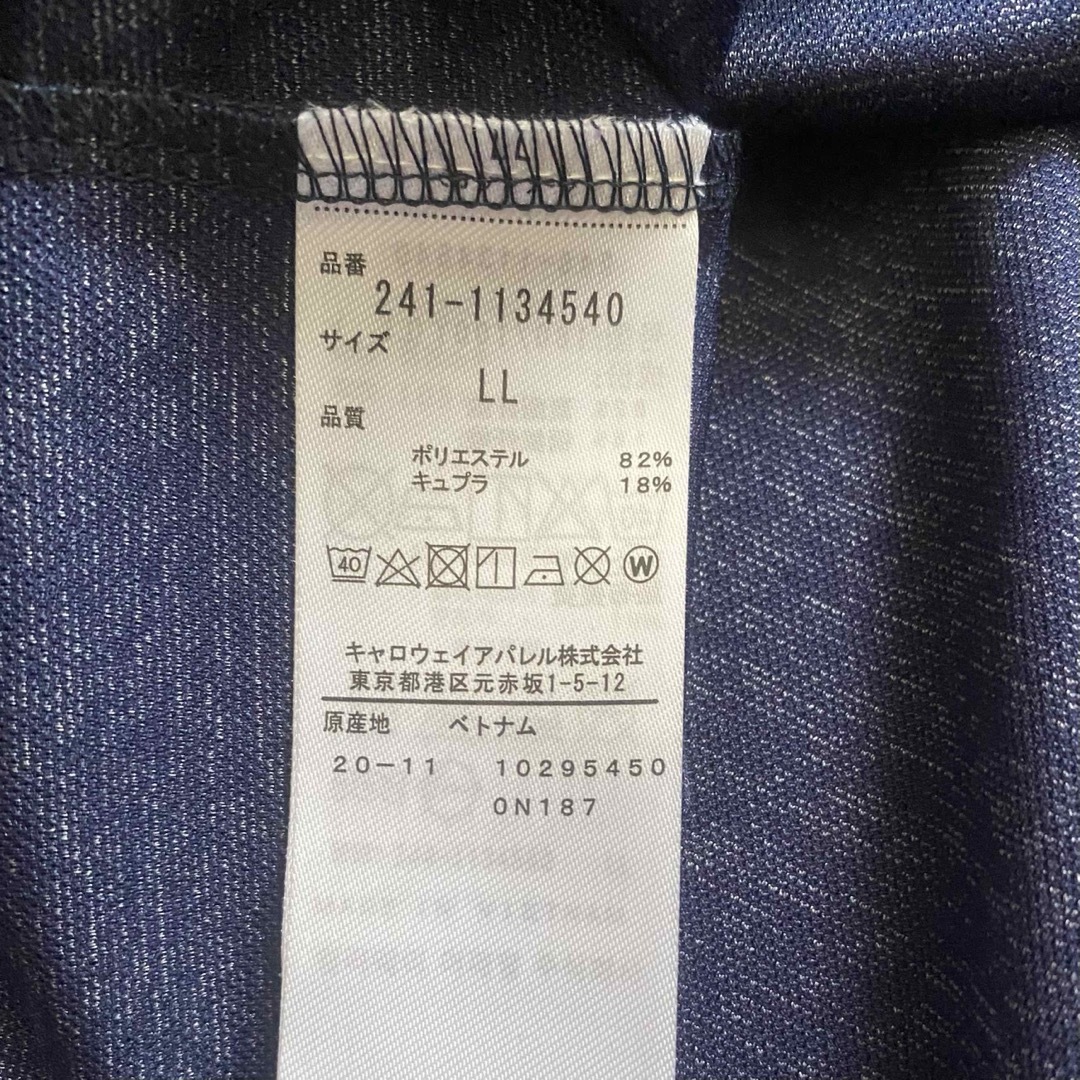 品番
241-1134540
サイズ
LL
品質
ポリエステル 82%
キュプラ 18%
40
W
キャロウェイアパレル株式会社
東京都港区元赤坂1-5-12
原産地 ベトナム
20-11 10295450
0N187